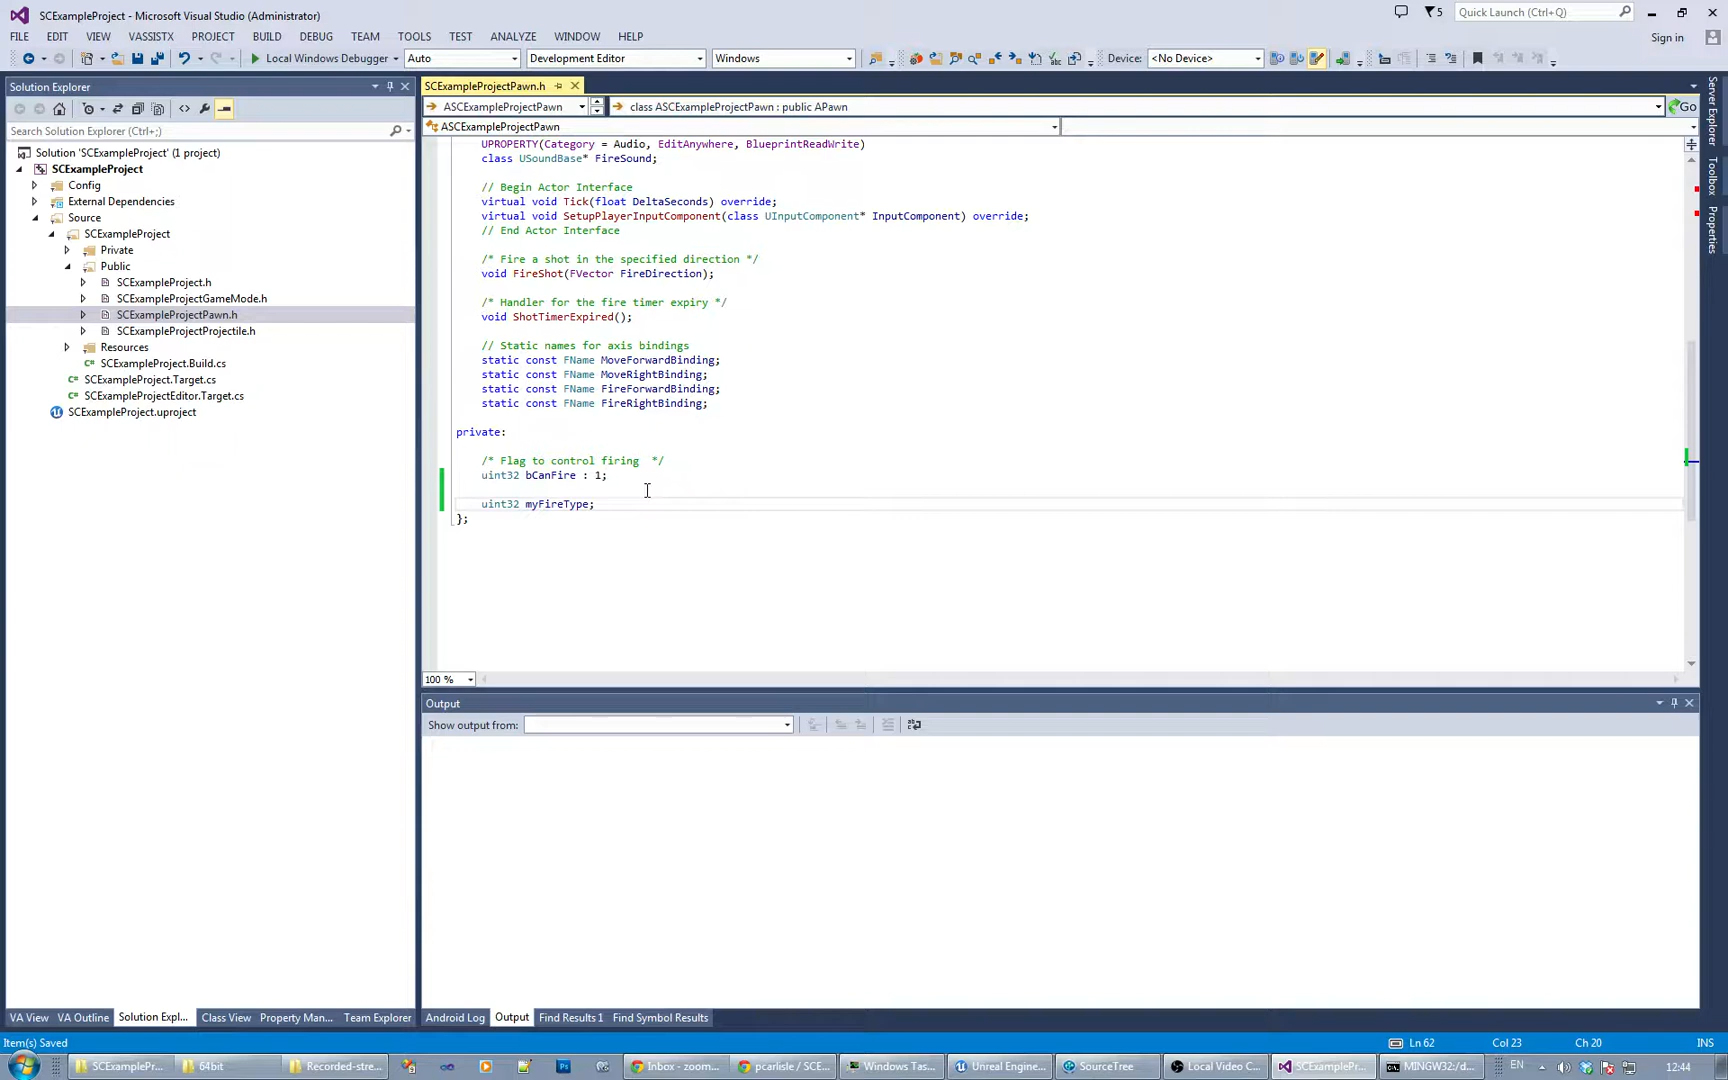 SCExampleProject - Microsoft Visual Studio (Administrator)
5
Quick Launch (Ctrl+Q)
FILE EDIT VIEW VASSISTX PROJECT BUILD DEBUG TEAM TOOLS TEST ANALYZE WINDOW HELP
Sign in
Local Windows Debugger Auto Development Editor Windows Device: <No Device>
Solution Explorer
Search Solution Explorer (Ctrl+;)
Solution 'SCExampleProject' (1 project)
SCExampleProject
Config
External Dependencies
Source
SCExampleProject
Private
Public
SCExampleProject.h
SCExampleProjectGameMode.h
SCExampleProjectPawn.h
SCExampleProjectProjectile.h
Resources
SCExampleProject.Build.cs
SCExampleProject.Target.cs
SCExampleProjectEditor.Target.cs
SCExampleProject.uproject
SCExampleProjectPawn.h
ASCExampleProjectPawn class ASCExampleProjectPawn : public APawn Go
ASCExampleProjectPawn
UPROPERTY(Category = Audio, EditAnywhere, BlueprintReadWrite)
class USoundBase* FireSound;
// Begin Actor Interface
virtual void Tick(float DeltaSeconds) override;
virtual void SetupPlayerInputComponent(class UInputComponent* InputComponent) override;
// End Actor Interface
/* Fire a shot in the specified direction */
void FireShot(FVector FireDirection);
/* Handler for the fire timer expiry */
void ShotTimerExpired();
// Static names for axis bindings
static const FName MoveForwardBinding;
static const FName MoveRightBinding;
static const FName FireForwardBinding;
static const FName FireRightBinding;
private:
/* Flag to control firing  */
uint32 bCanFire : 1;
uint32 myFireType;
};
100 %
Output
Show output from:
Server Explorer
Toolbox
Properties
VA View VA Outline Solution Expl... Class View Property Man... Team Explorer
Android Log Output Find Results 1 Find Symbol Results
Item(s) Saved Ln 62 Col 23 Ch 20 INS
SCExamplePr... 64bit Recorded-stre... Inbox - zoom... pcarlisle / SCE... Windows Tas... Unreal Engine... SourceTree Local Video C... SCExamplePr... MINGW32:/d... EN 12:44